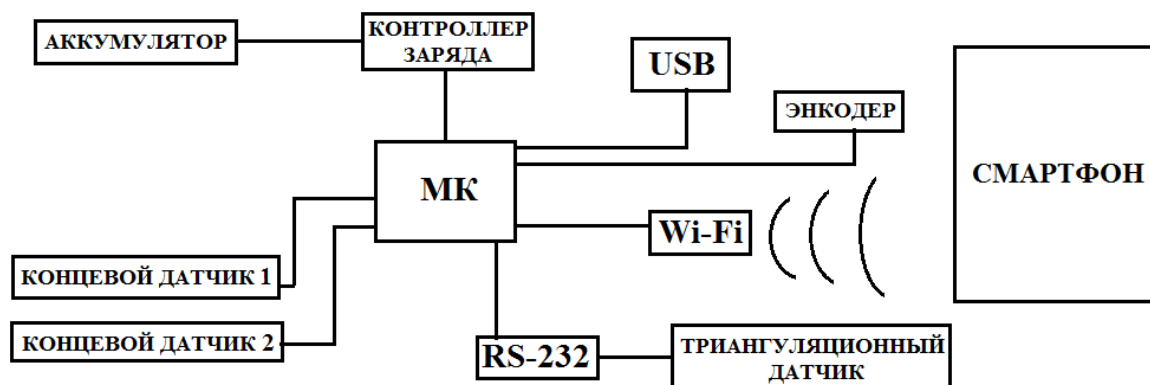 АККУМУЛЯТОР
КОНТРОЛЛЕР
ЗАРЯДА
USB
ЭНКОДЕР
СМАРТФОН
МК
Wi-Fi
КОНЦЕВОЙ ДАТЧИК 1
КОНЦЕВОЙ ДАТЧИК 2
RS-232
ТРИАНГУЛЯЦИОННЫЙ
ДАТЧИК